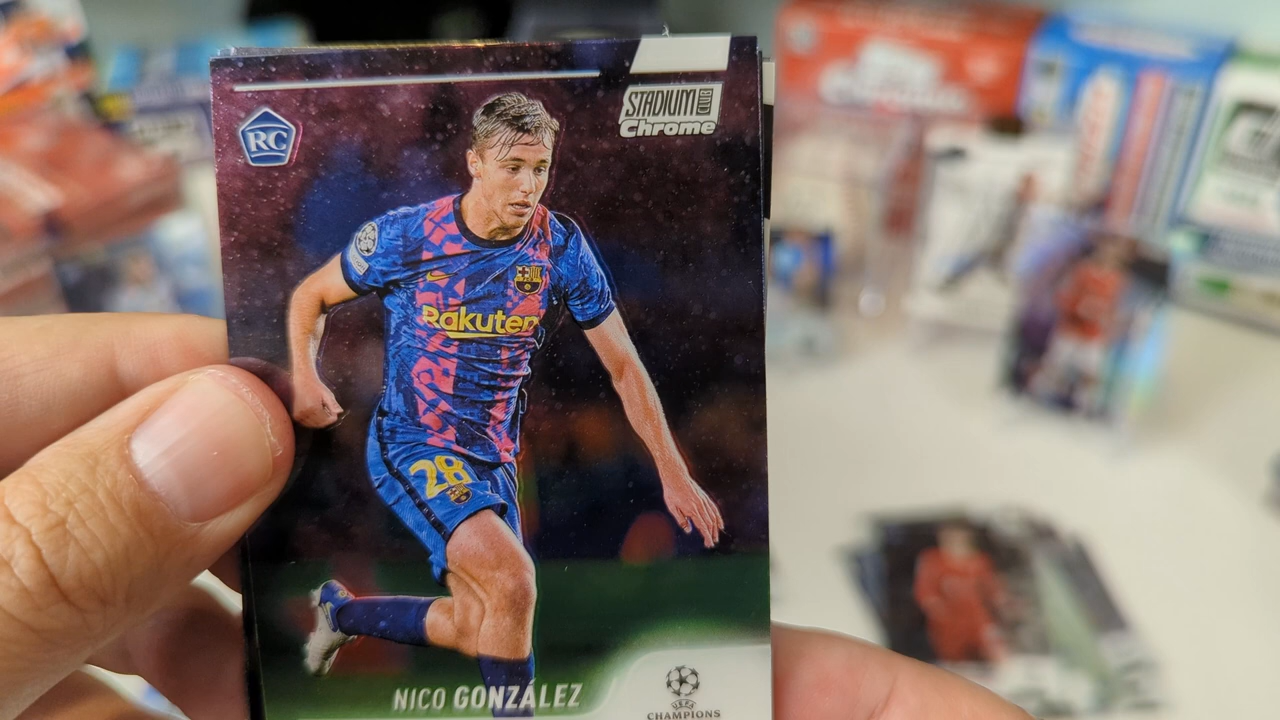 RC
STADIUM CLUB
Chrome
Rakuten
28
NICO GONZÁLEZ
UEFA
CHAMPIONS